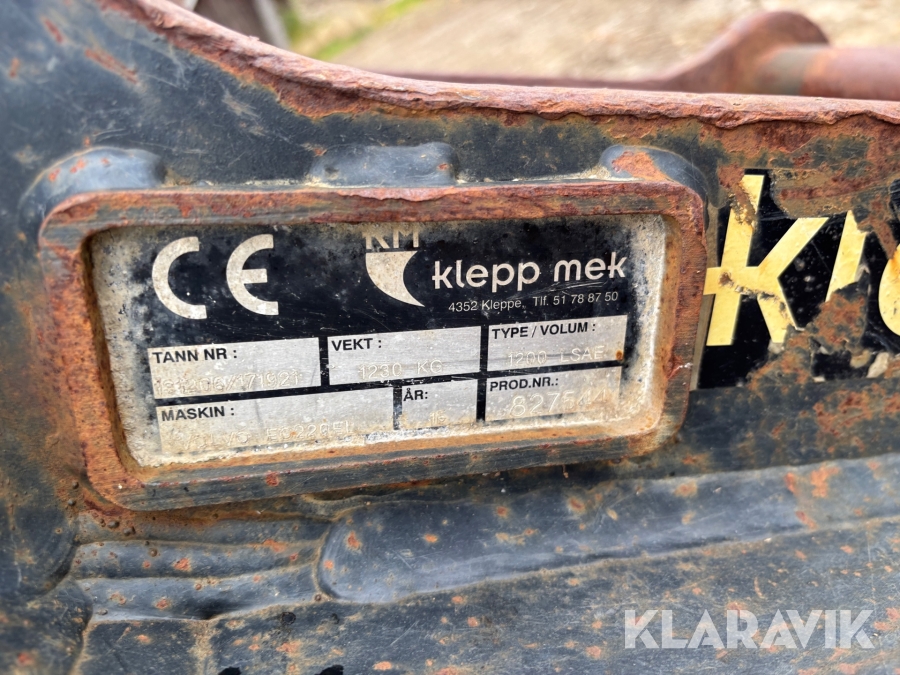 CE
KM
klepp mek
4352 Kleppe, Tlf. 51 78 87 50
TANN NR :
VEKT :
1230 KG
TYPE / VOLUM :
1200 LSAE
MASKIN :
ÅR:
PROD.NR.:
KLARAVIK